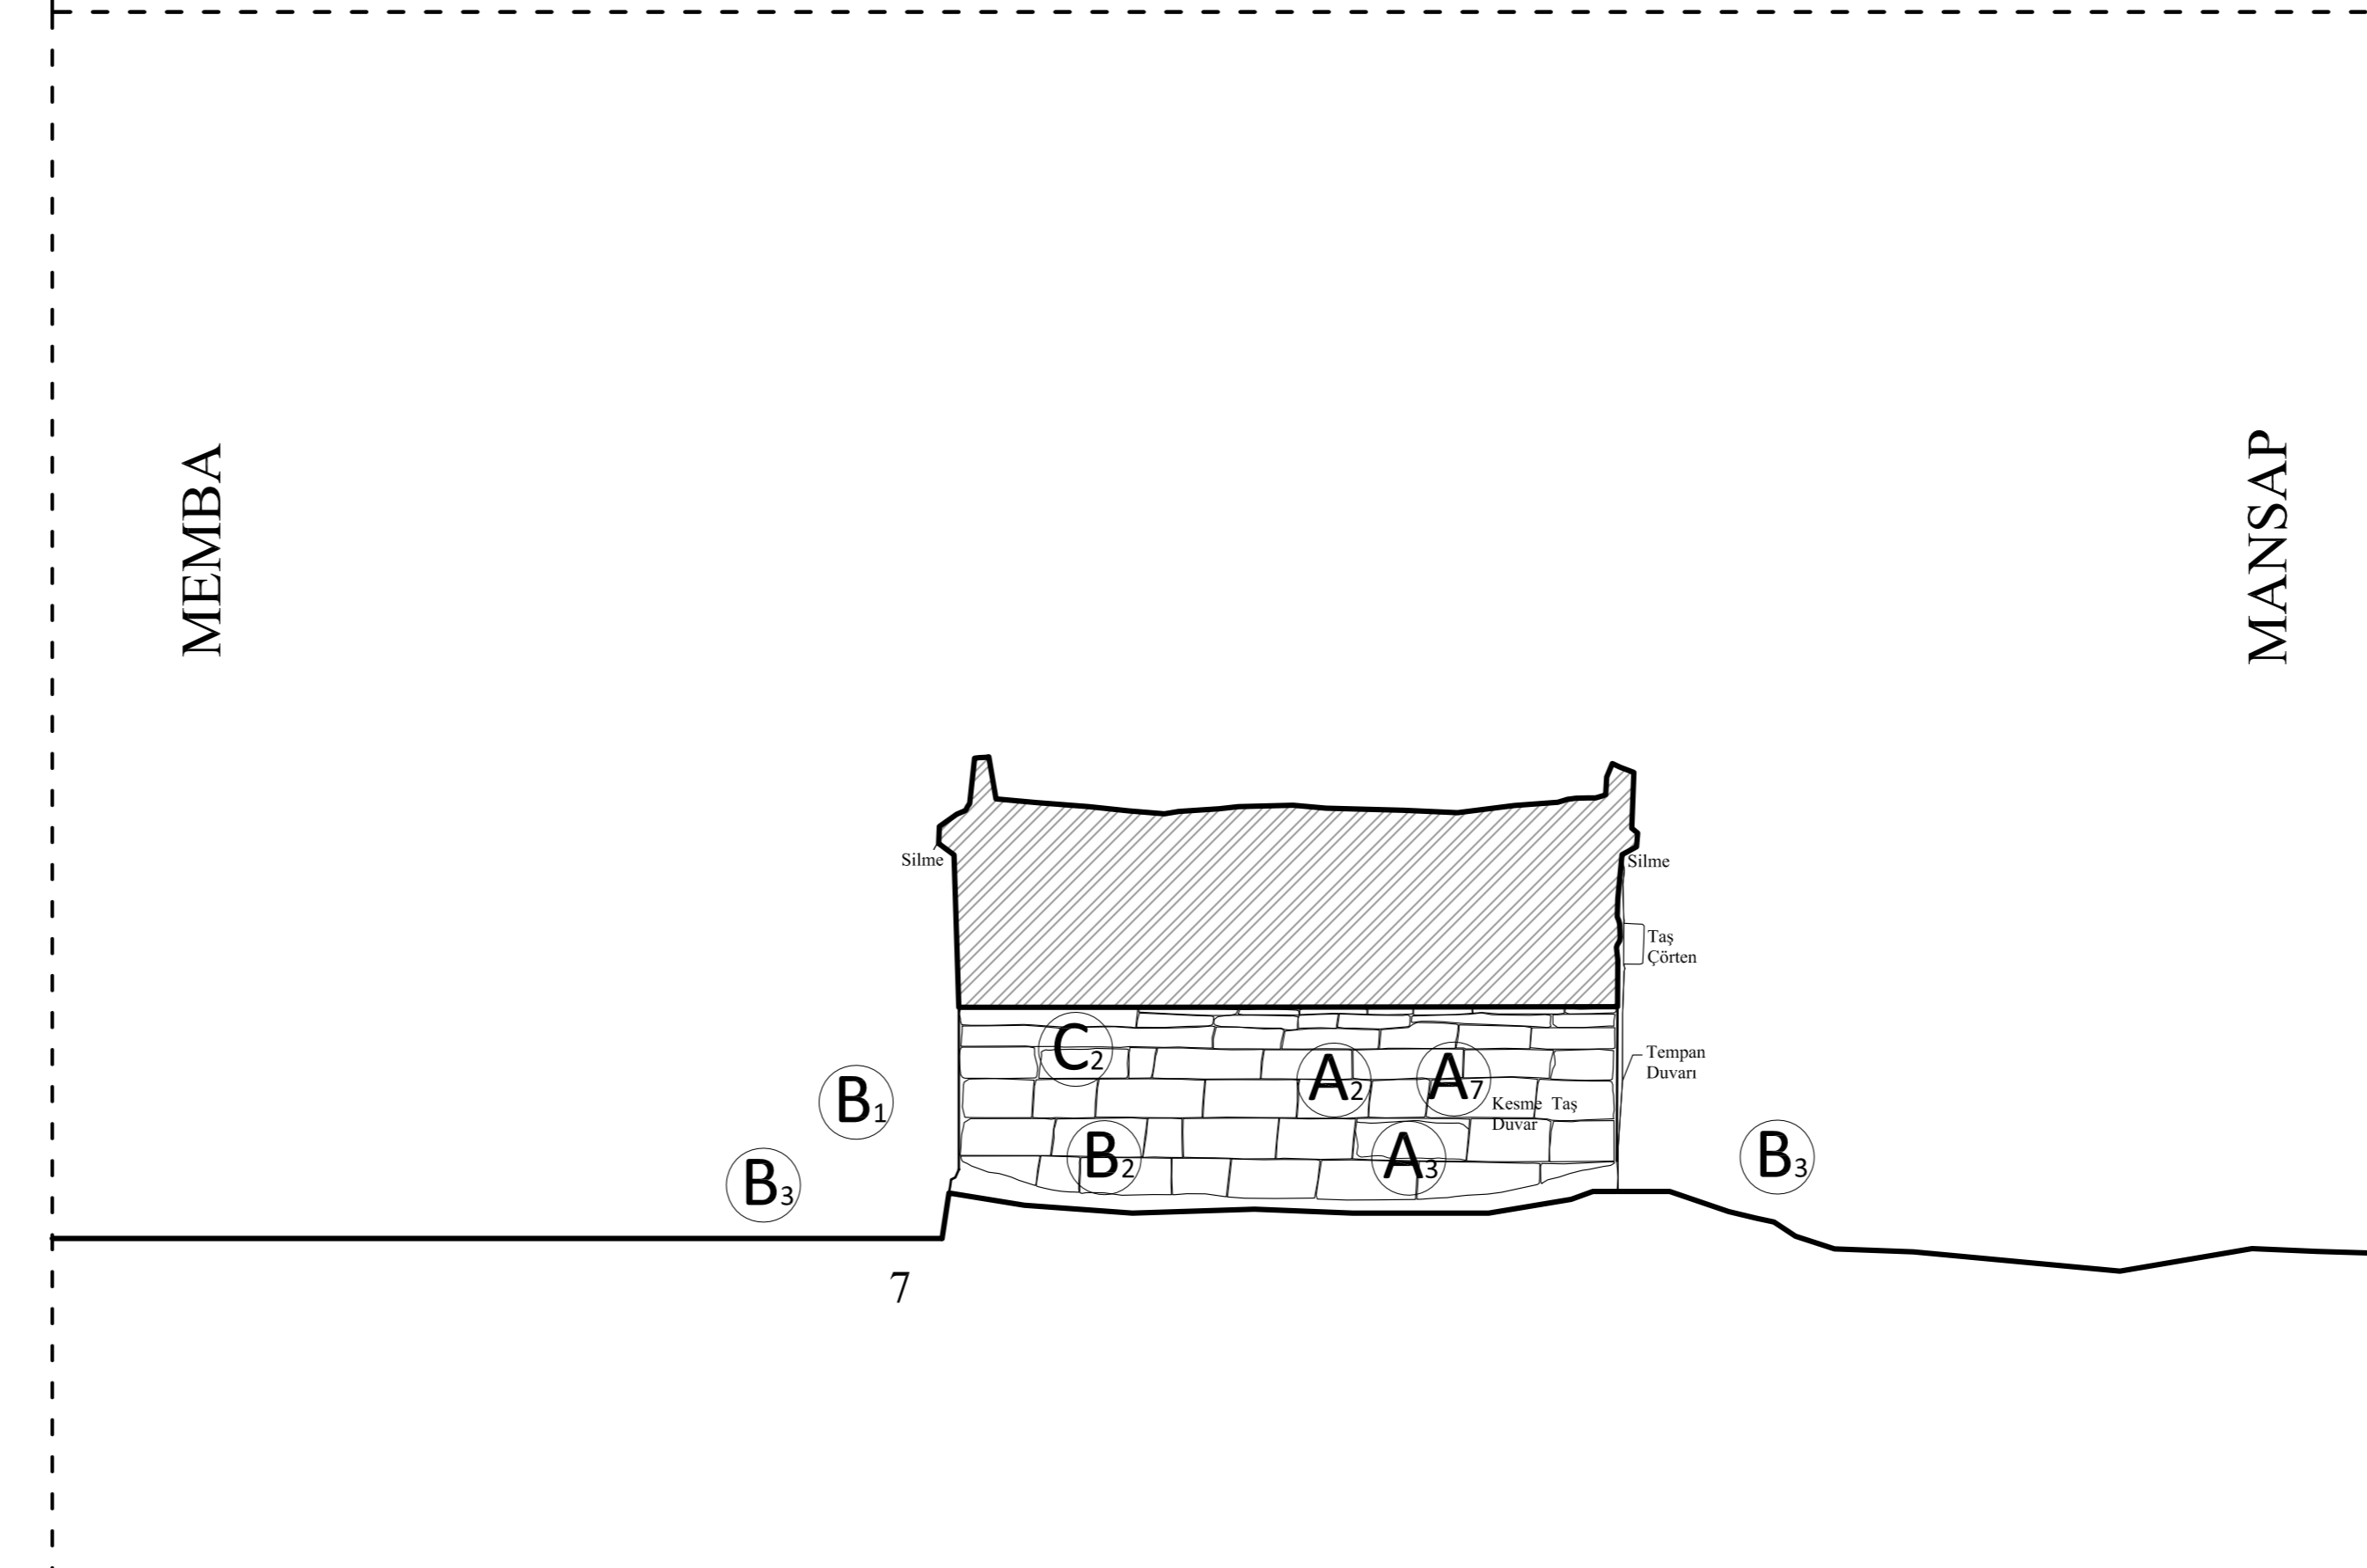 MEMBA
MANSAP
Silme
Silme
Taş
Çörten
C2
A2
A7
Tempan
Duvarı
B1
Kesme Taş
Duvar
B2
A3
B3
B3
7